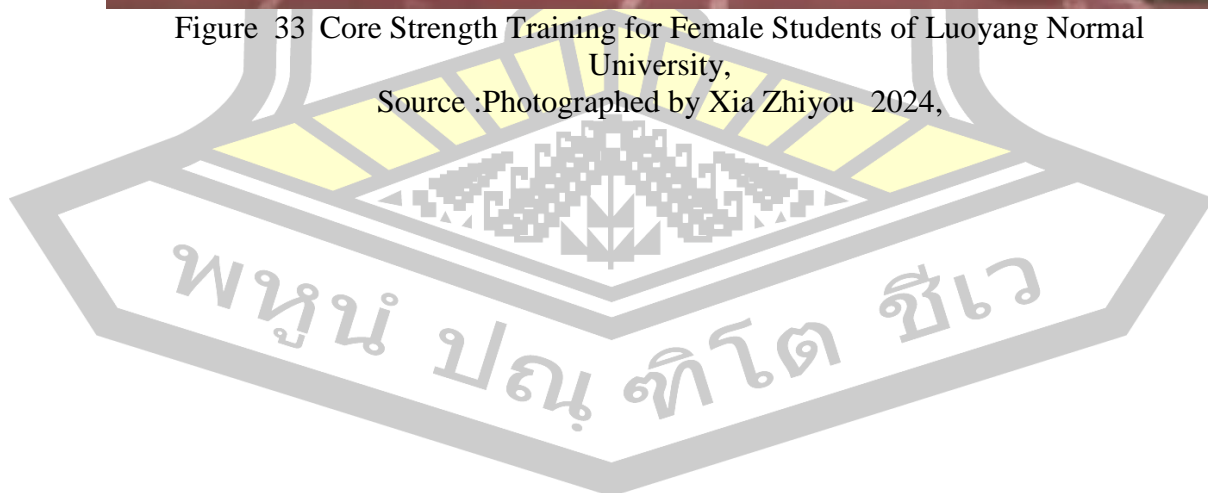 Figure 33 Core Strength Training for Female Students of Luoyang Normal
University,
Source :Photographed by Xia Zhiyou 2024,
พหูนํ ปณฺฑิโต ชีเว